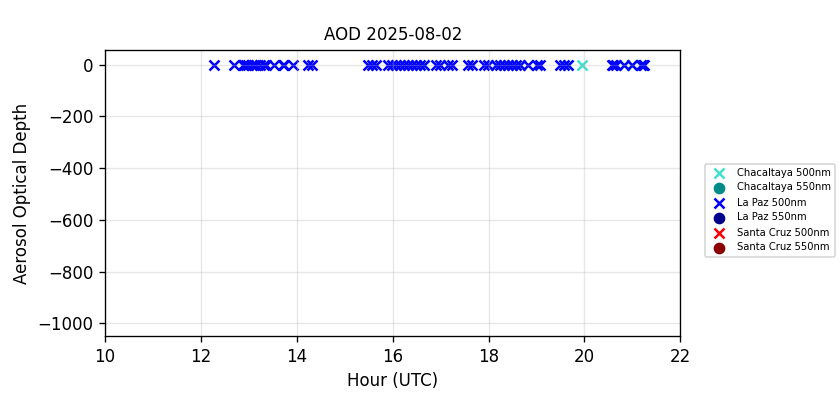 AOD 2025-08-02
Aerosol Optical Depth
0
−200
−400
−600
−800
−1000
10 12 14 16 18 20 22
Hour (UTC)
Chacaltaya 500nm
Chacaltaya 550nm
La Paz 500nm
La Paz 550nm
Santa Cruz 500nm
Santa Cruz 550nm